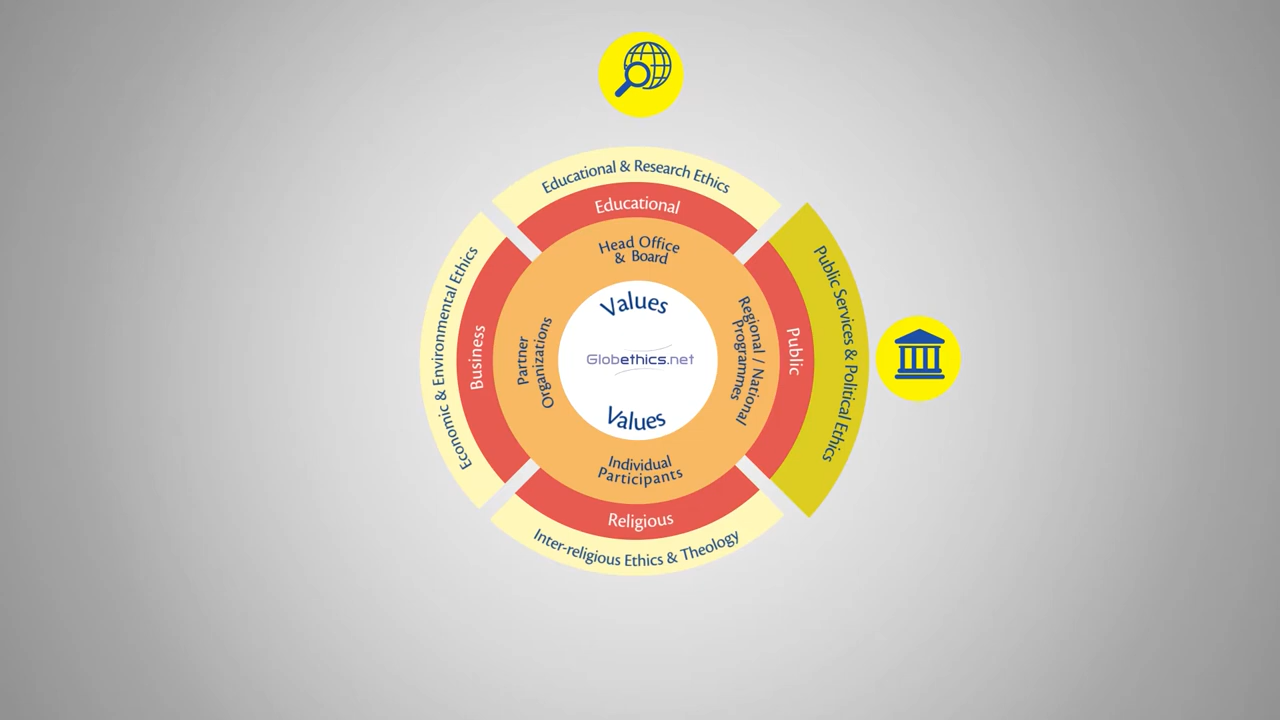 Educational & Research Ethics
Educational
Head Office
& Board
Values
Globethics.net
Values
Individual
Participants
Religious
Inter-religious Ethics & Theology
Economic & Environmental Ethics
Business
Partner
Organizations
Regional / National
Programmes
Public
Public Services & Political Ethics